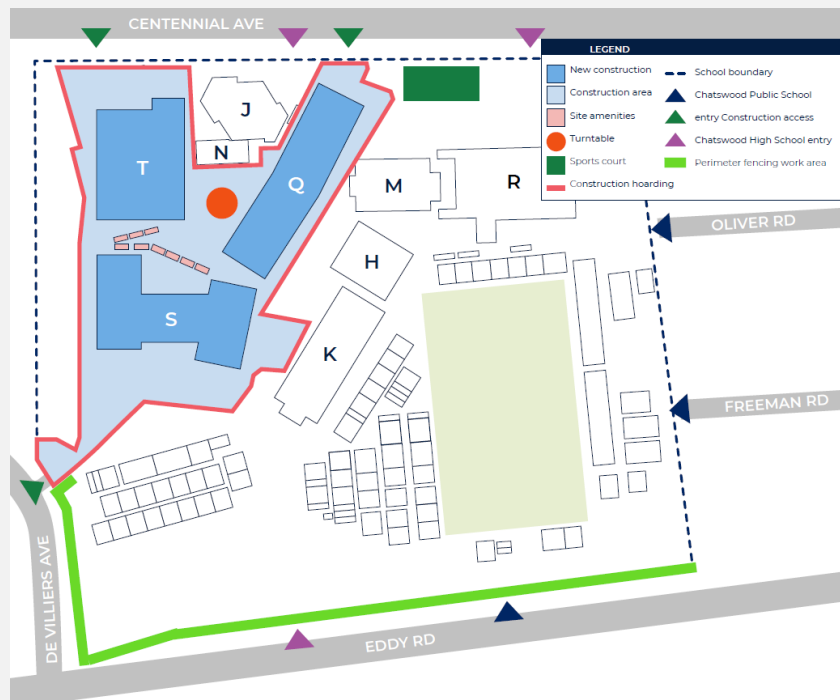 CENTENNIAL AVE
LEGEND
New construction
Construction area
Site amenities
Turntable
Sports court
Construction hoarding
School boundary
Chatswood Public School
entry Construction access
Chatswood High School entry
Perimeter fencing work area
J
N
T
Q
M
R
H
S
K
OLIVER RD
FREEMAN RD
DE VILLIERS AVE
EDDY RD